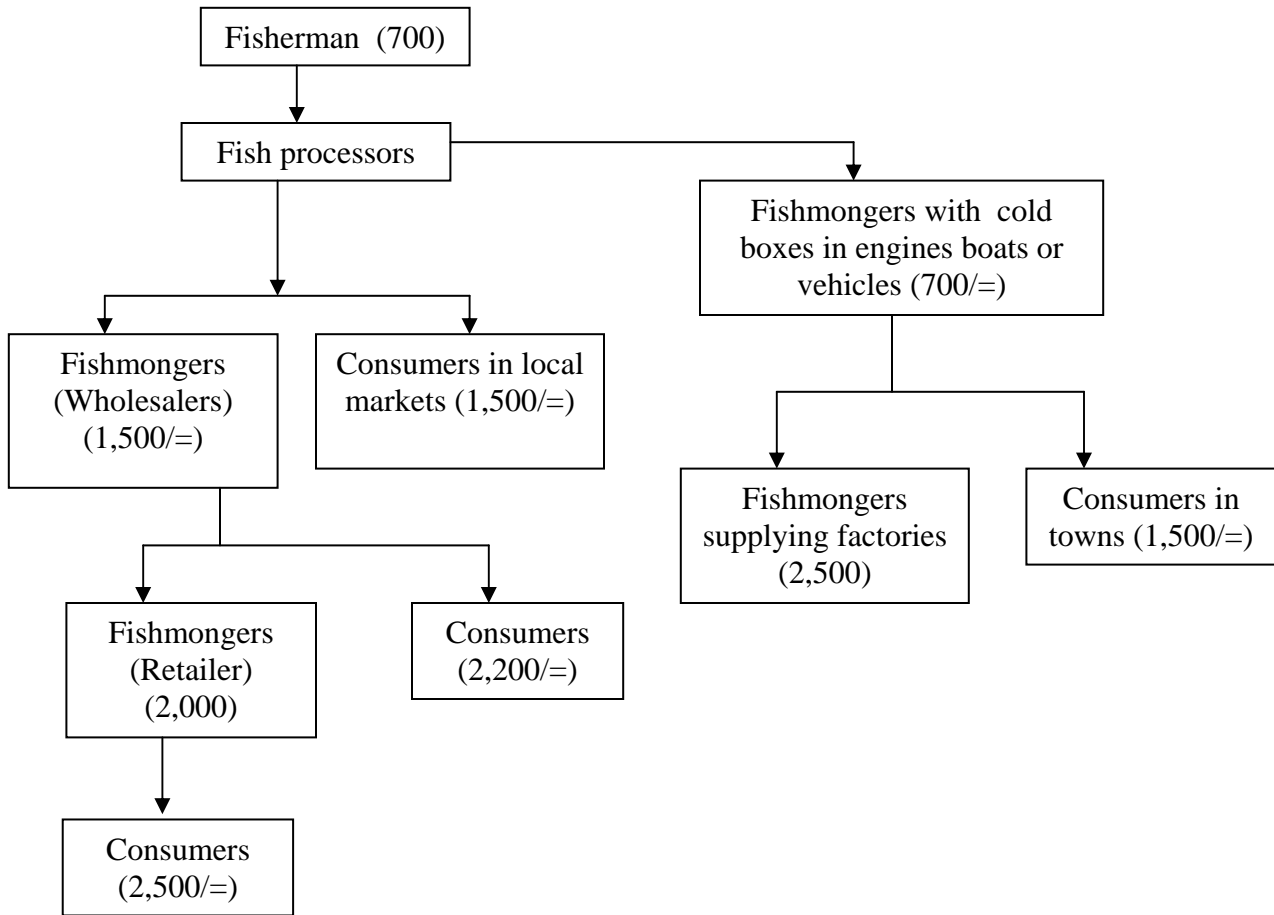 Fisherman (700)
Fish processors
Fishmongers with cold
boxes in engines boats or
vehicles (700/=)
Fishmongers
(Wholesalers)
(1,500/=)
Consumers in local
markets (1,500/=)
Fishmongers
supplying factories
(2,500)
Consumers in
towns (1,500/=)
Fishmongers
(Retailer)
(2,000)
Consumers
(2,200/=)
Consumers
(2,500/=)